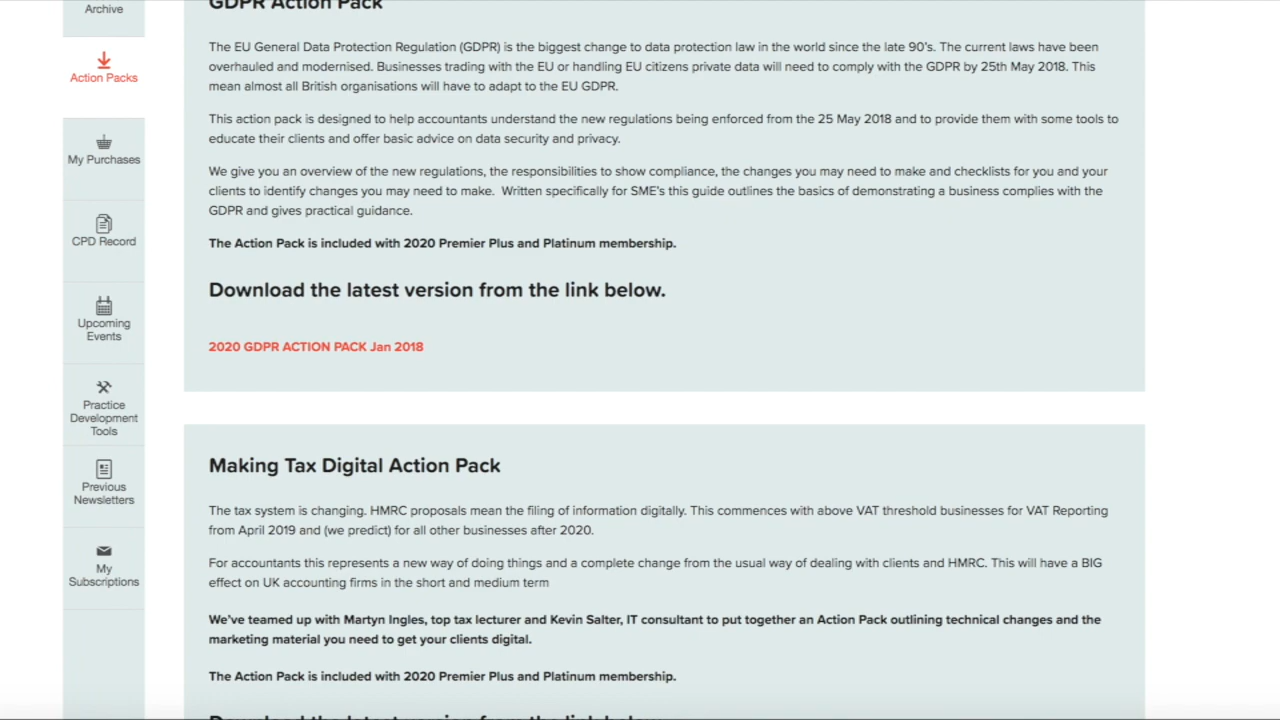 Archive
Action Packs
My Purchases
CPD Record
Upcoming
Events
Practice
Development
Tools
Previous
Newsletters
My
Subscriptions
GDPR Action Pack
The EU General Data Protection Regulation (GDPR) is the biggest change to data protection law in the world since the late 90's. The current laws have been
overhauled and modernised. Businesses trading with the EU or handling EU citizens private data will need to comply with the GDPR by 25th May 2018. This
mean almost all British organisations will have to adapt to the EU GDPR.
This action pack is designed to help accountants understand the new regulations being enforced from the 25 May 2018 and to provide them with some tools to
educate their clients and offer basic advice on data security and privacy.
We give you an overview of the new regulations, the responsibilities to show compliance, the changes you may need to make and checklists for you and your
clients to identify changes you may need to make. Written specifically for SME's this guide outlines the basics of demonstrating a business complies with the
GDPR and gives practical guidance.
The Action Pack is included with 2020 Premier Plus and Platinum membership.
Download the latest version from the link below.
2020 GDPR ACTION PACK Jan 2018
Making Tax Digital Action Pack
The tax system is changing. HMRC proposals mean the filing of information digitally. This commences with above VAT threshold businesses for VAT Reporting
from April 2019 and (we predict) for all other businesses after 2020.
For accountants this represents a new way of doing things and a complete change from the usual way of dealing with clients and HMRC. This will have a BIG
effect on UK accounting firms in the short and medium term
We've teamed up with Martyn Ingles, top tax lecturer and Kevin Salter, IT consultant to put together an Action Pack outlining technical changes and the
marketing material you need to get your clients digital.
The Action Pack is included with 2020 Premier Plus and Platinum membership.
Download the latest version from the link below.